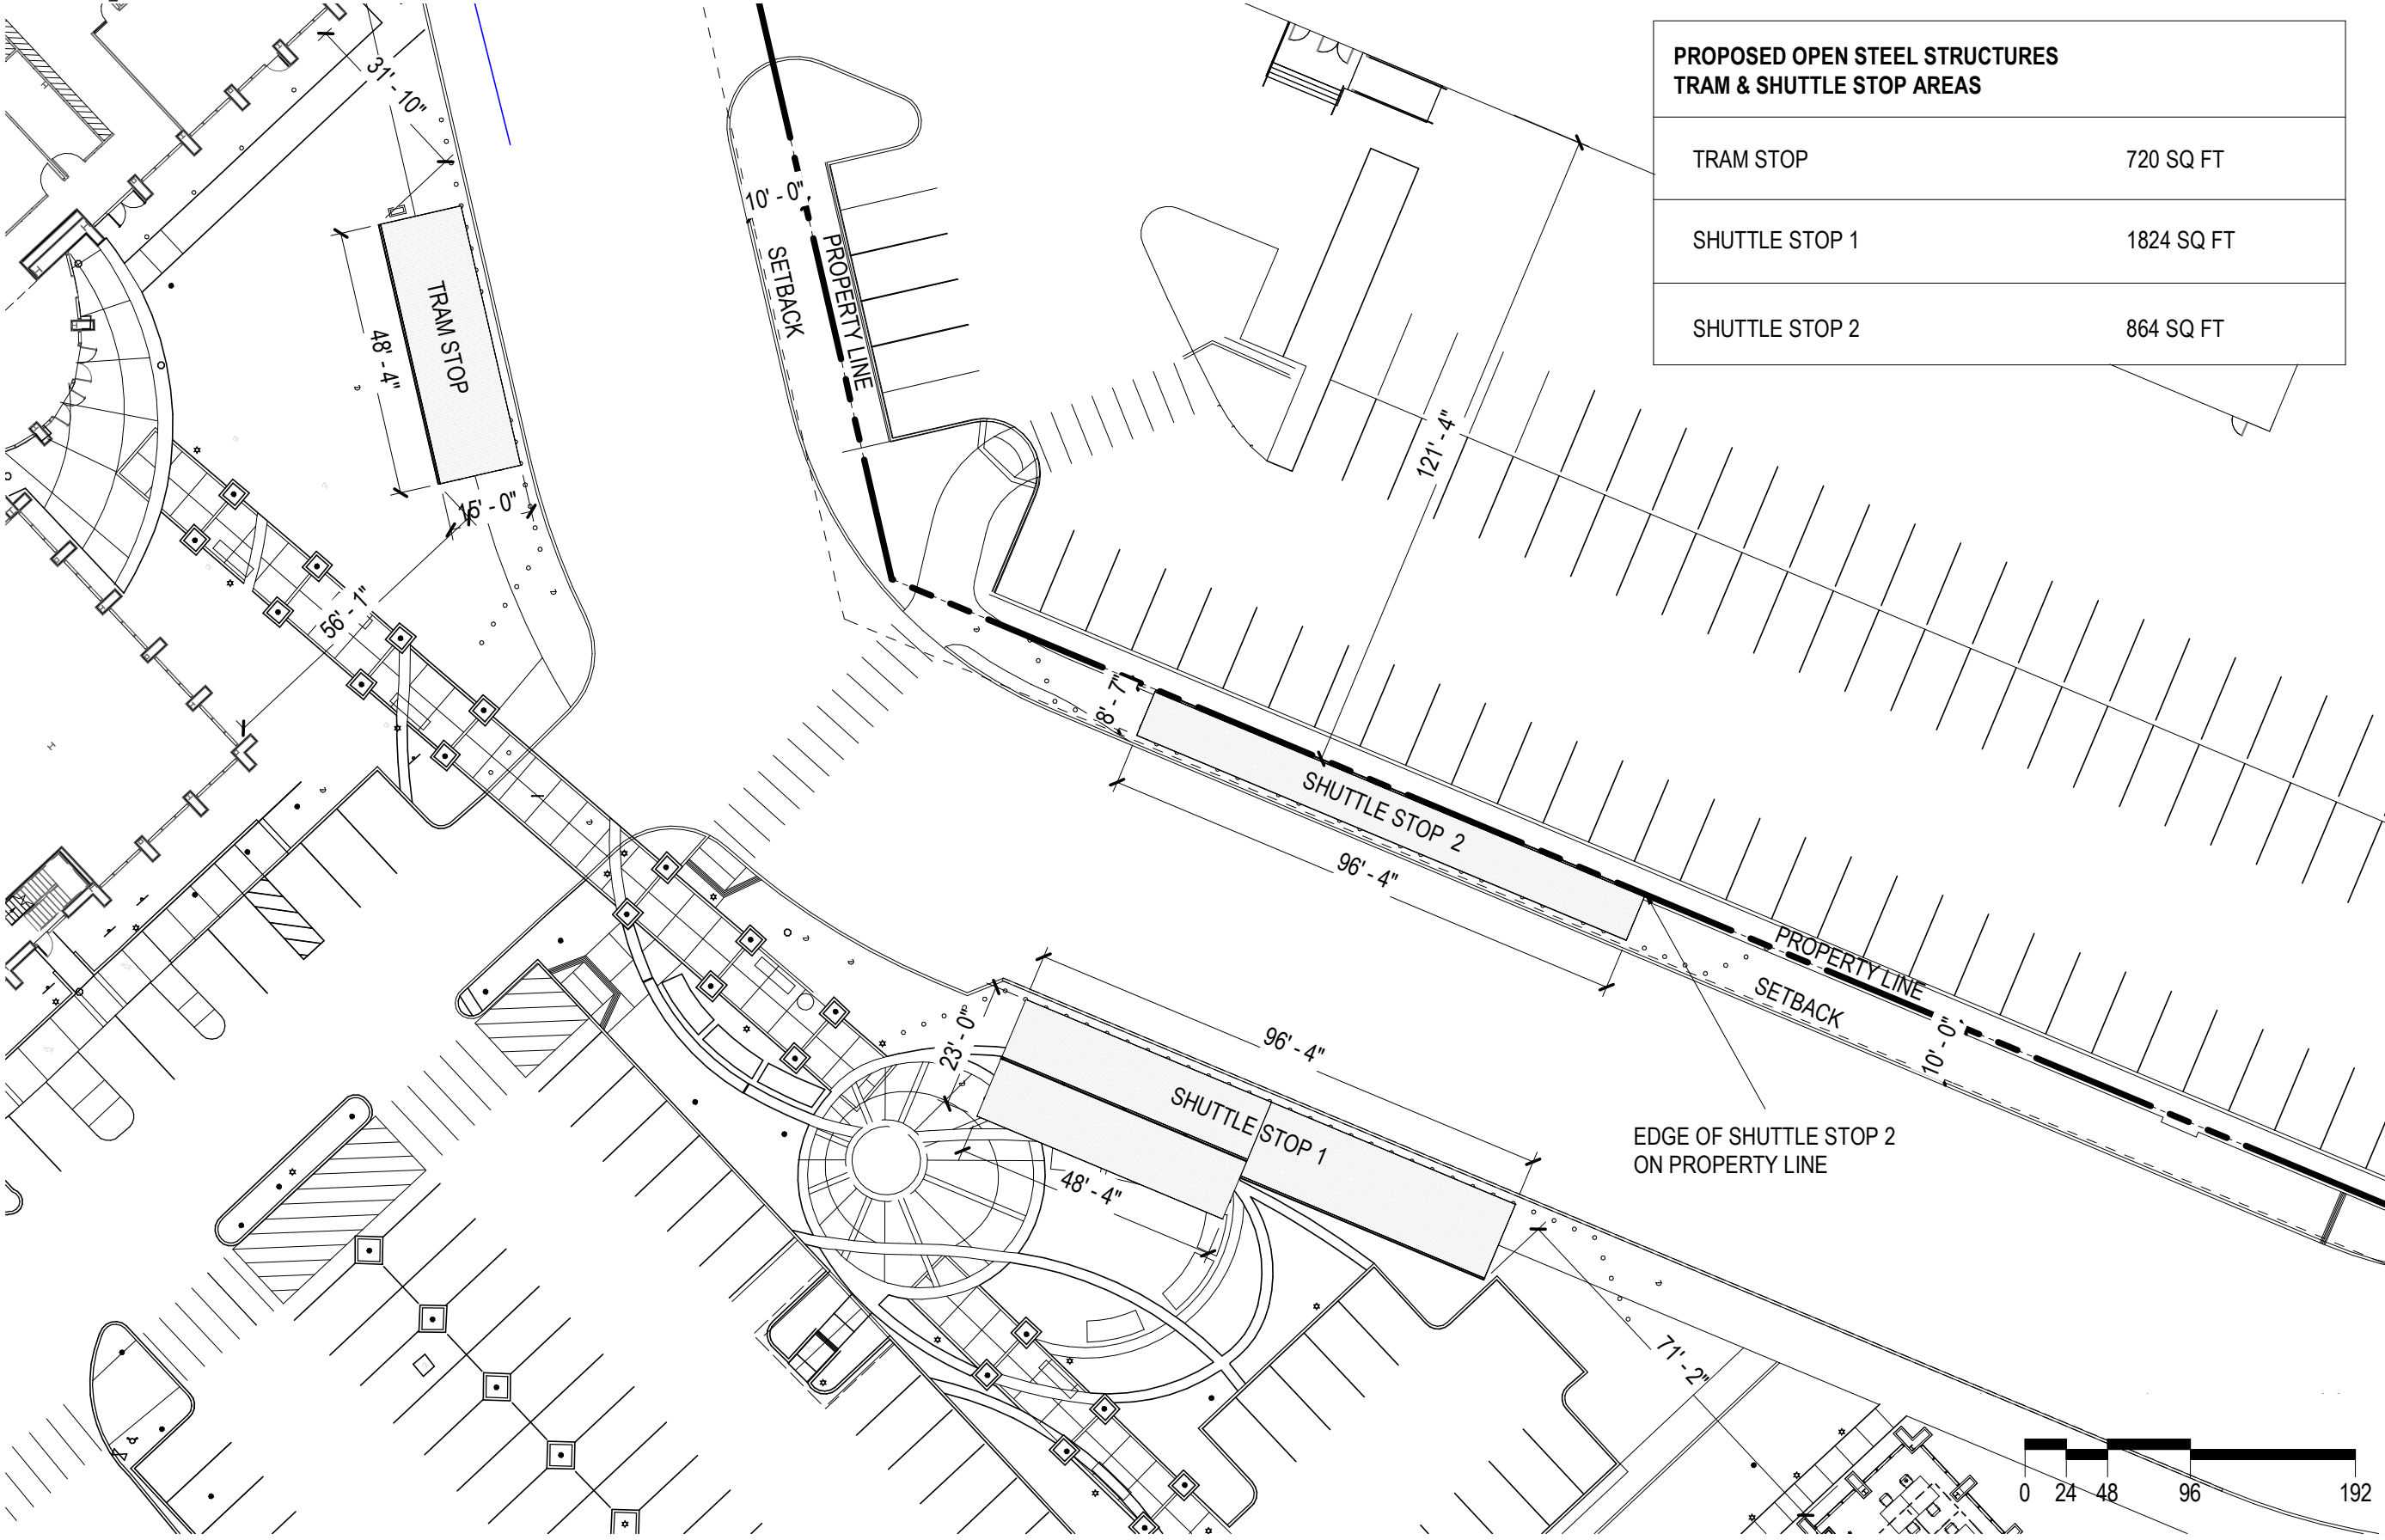 PROPOSED OPEN STEEL STRUCTURES
TRAM & SHUTTLE STOP AREAS
TRAM STOP 720 SQ FT
SHUTTLE STOP 1 1824 SQ FT
SHUTTLE STOP 2 864 SQ FT
31' - 10"
10' - 0"
SETBACK
PROPERTY LINE
TRAM STOP
48' - 4"
15' - 0"
56' - 1"
121' - 4"
8' - 7"
SHUTTLE STOP 2
96' - 4"
PROPERTY LINE
SETBACK
10' - 0"
23' - 0"
96' - 4"
SHUTTLE STOP 1
48' - 4"
EDGE OF SHUTTLE STOP 2
ON PROPERTY LINE
71' - 2"
0 24 48 96 192